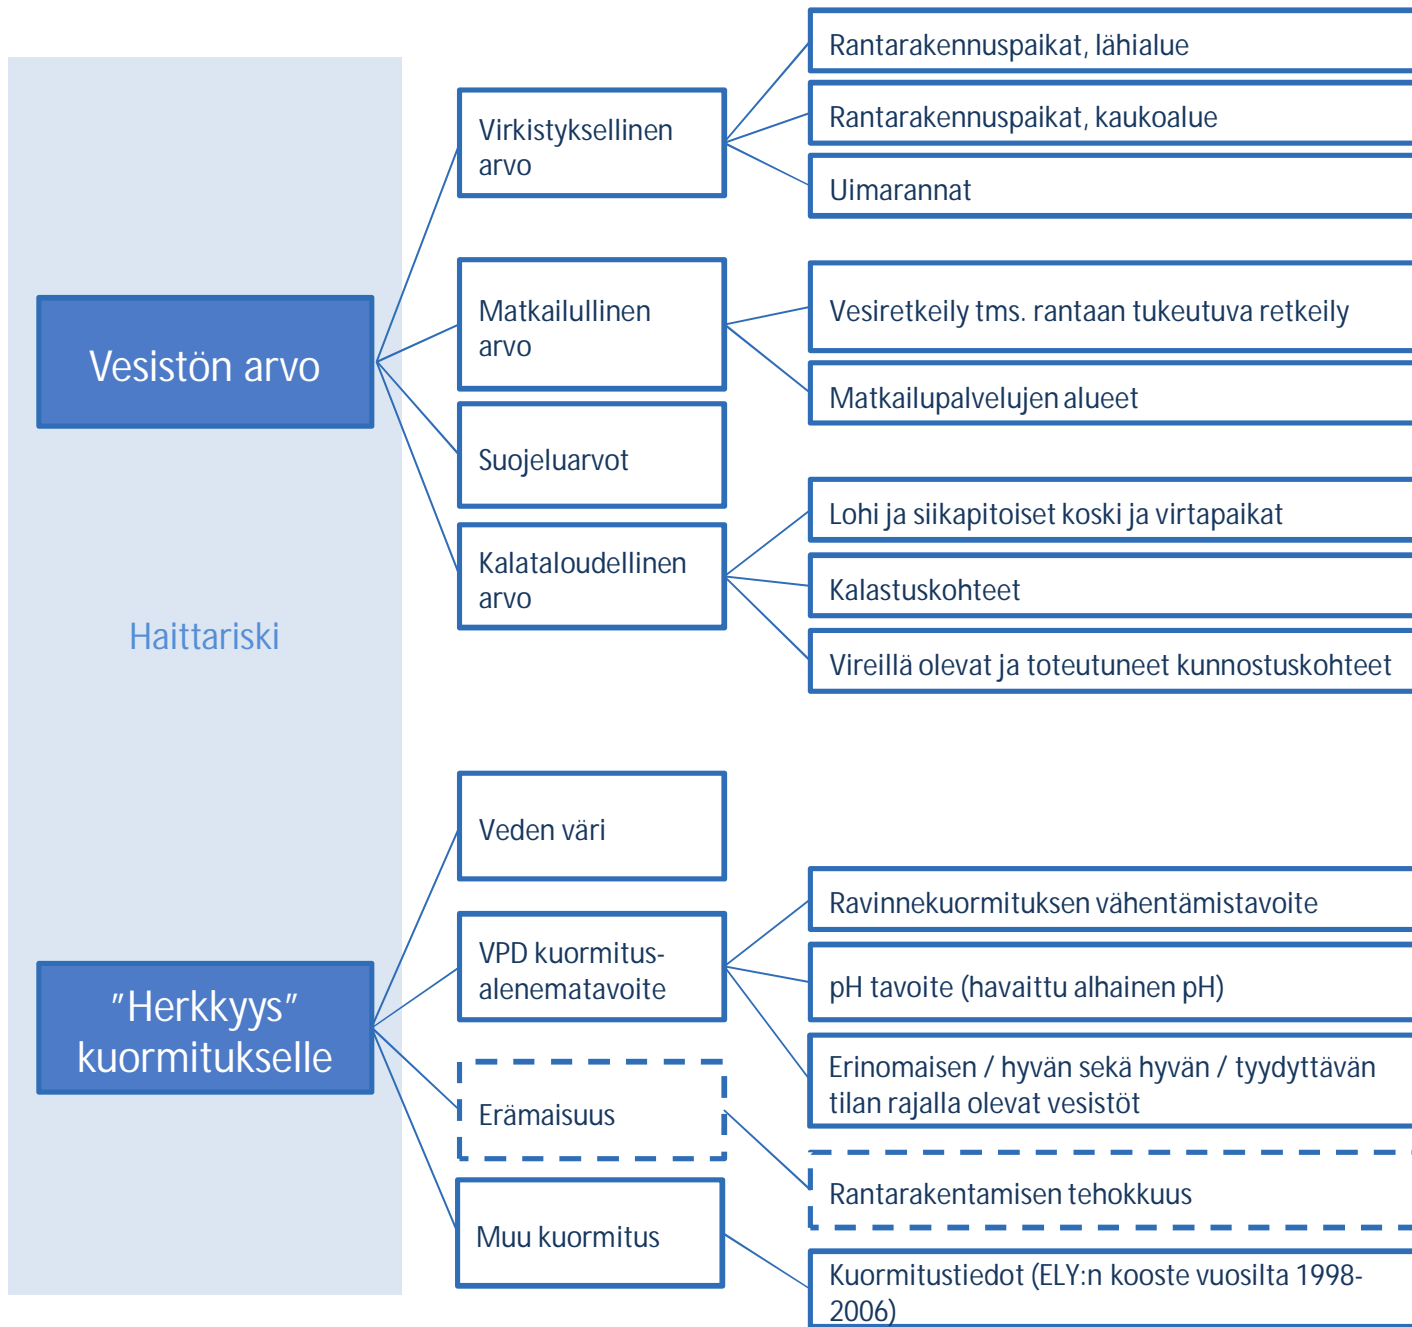 Vesistön arvo
Haittariski
"Herkkyys"
kuormitukselle
Virkistyksellinen
arvo
Rantarakennuspaikat, lähialue
Rantarakennuspaikat, kaukoalue
Uimarannat
Matkailullinen
arvo
Vesiretkeily tms. rantaan tukeutuva retkeily
Matkailupalvelujen alueet
Suojeluarvot
Kalataloudellinen
arvo
Lohi ja siikapitoiset koski ja virtapaikat
Kalastuskohteet
Vireillä olevat ja toteutuneet kunnostuskohteet
Veden väri
VPD kuormitus-
alenematavoite
Ravinnekuormituksen vähentämistavoite
pH tavoite (havaittu alhainen pH)
Erinomaisen / hyvän sekä hyvän / tyydyttävän
tilan rajalla olevat vesistöt
Erämaisuus
Rantarakentamisen tehokkuus
Muu kuormitus
Kuormitustiedot (ELY:n kooste vuosilta 1998-
2006)